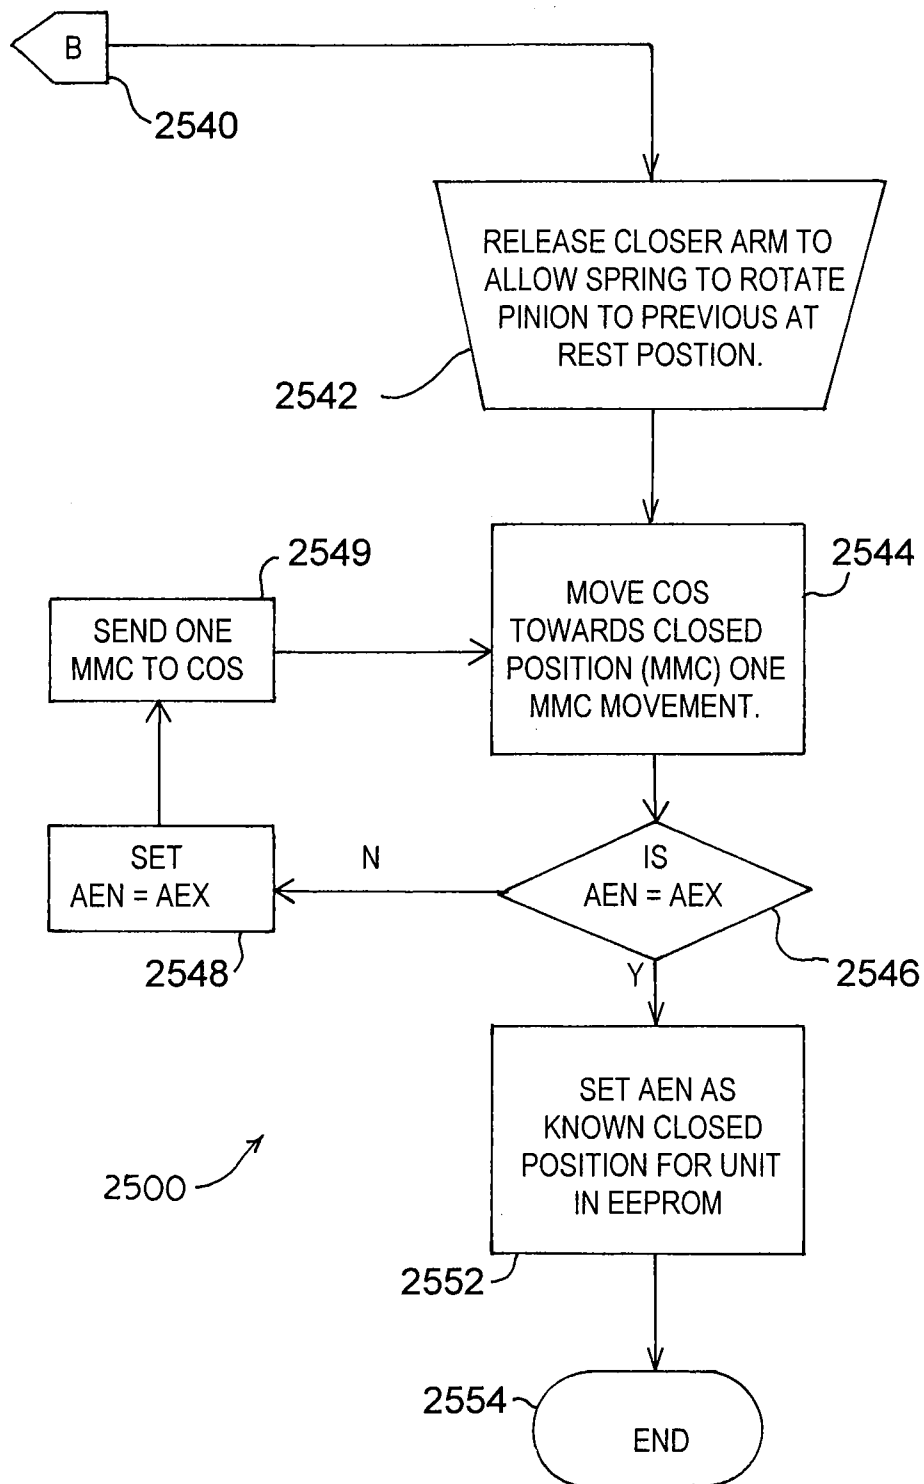 B
2540
RELEASE CLOSER ARM TO
ALLOW SPRING TO ROTATE
PINION TO PREVIOUS AT
REST POSTION.
2542
2549
SEND ONE
MMC TO COS
2544
MOVE COS
TOWARDS CLOSED
POSITION (MMC) ONE
MMC MOVEMENT.
SET
AEN = AEX
2548
N
IS
AEN = AEX
2546
Y
SET AEN AS
KNOWN CLOSED
POSITION FOR UNIT
IN EEPROM
2500
2552
2554
END